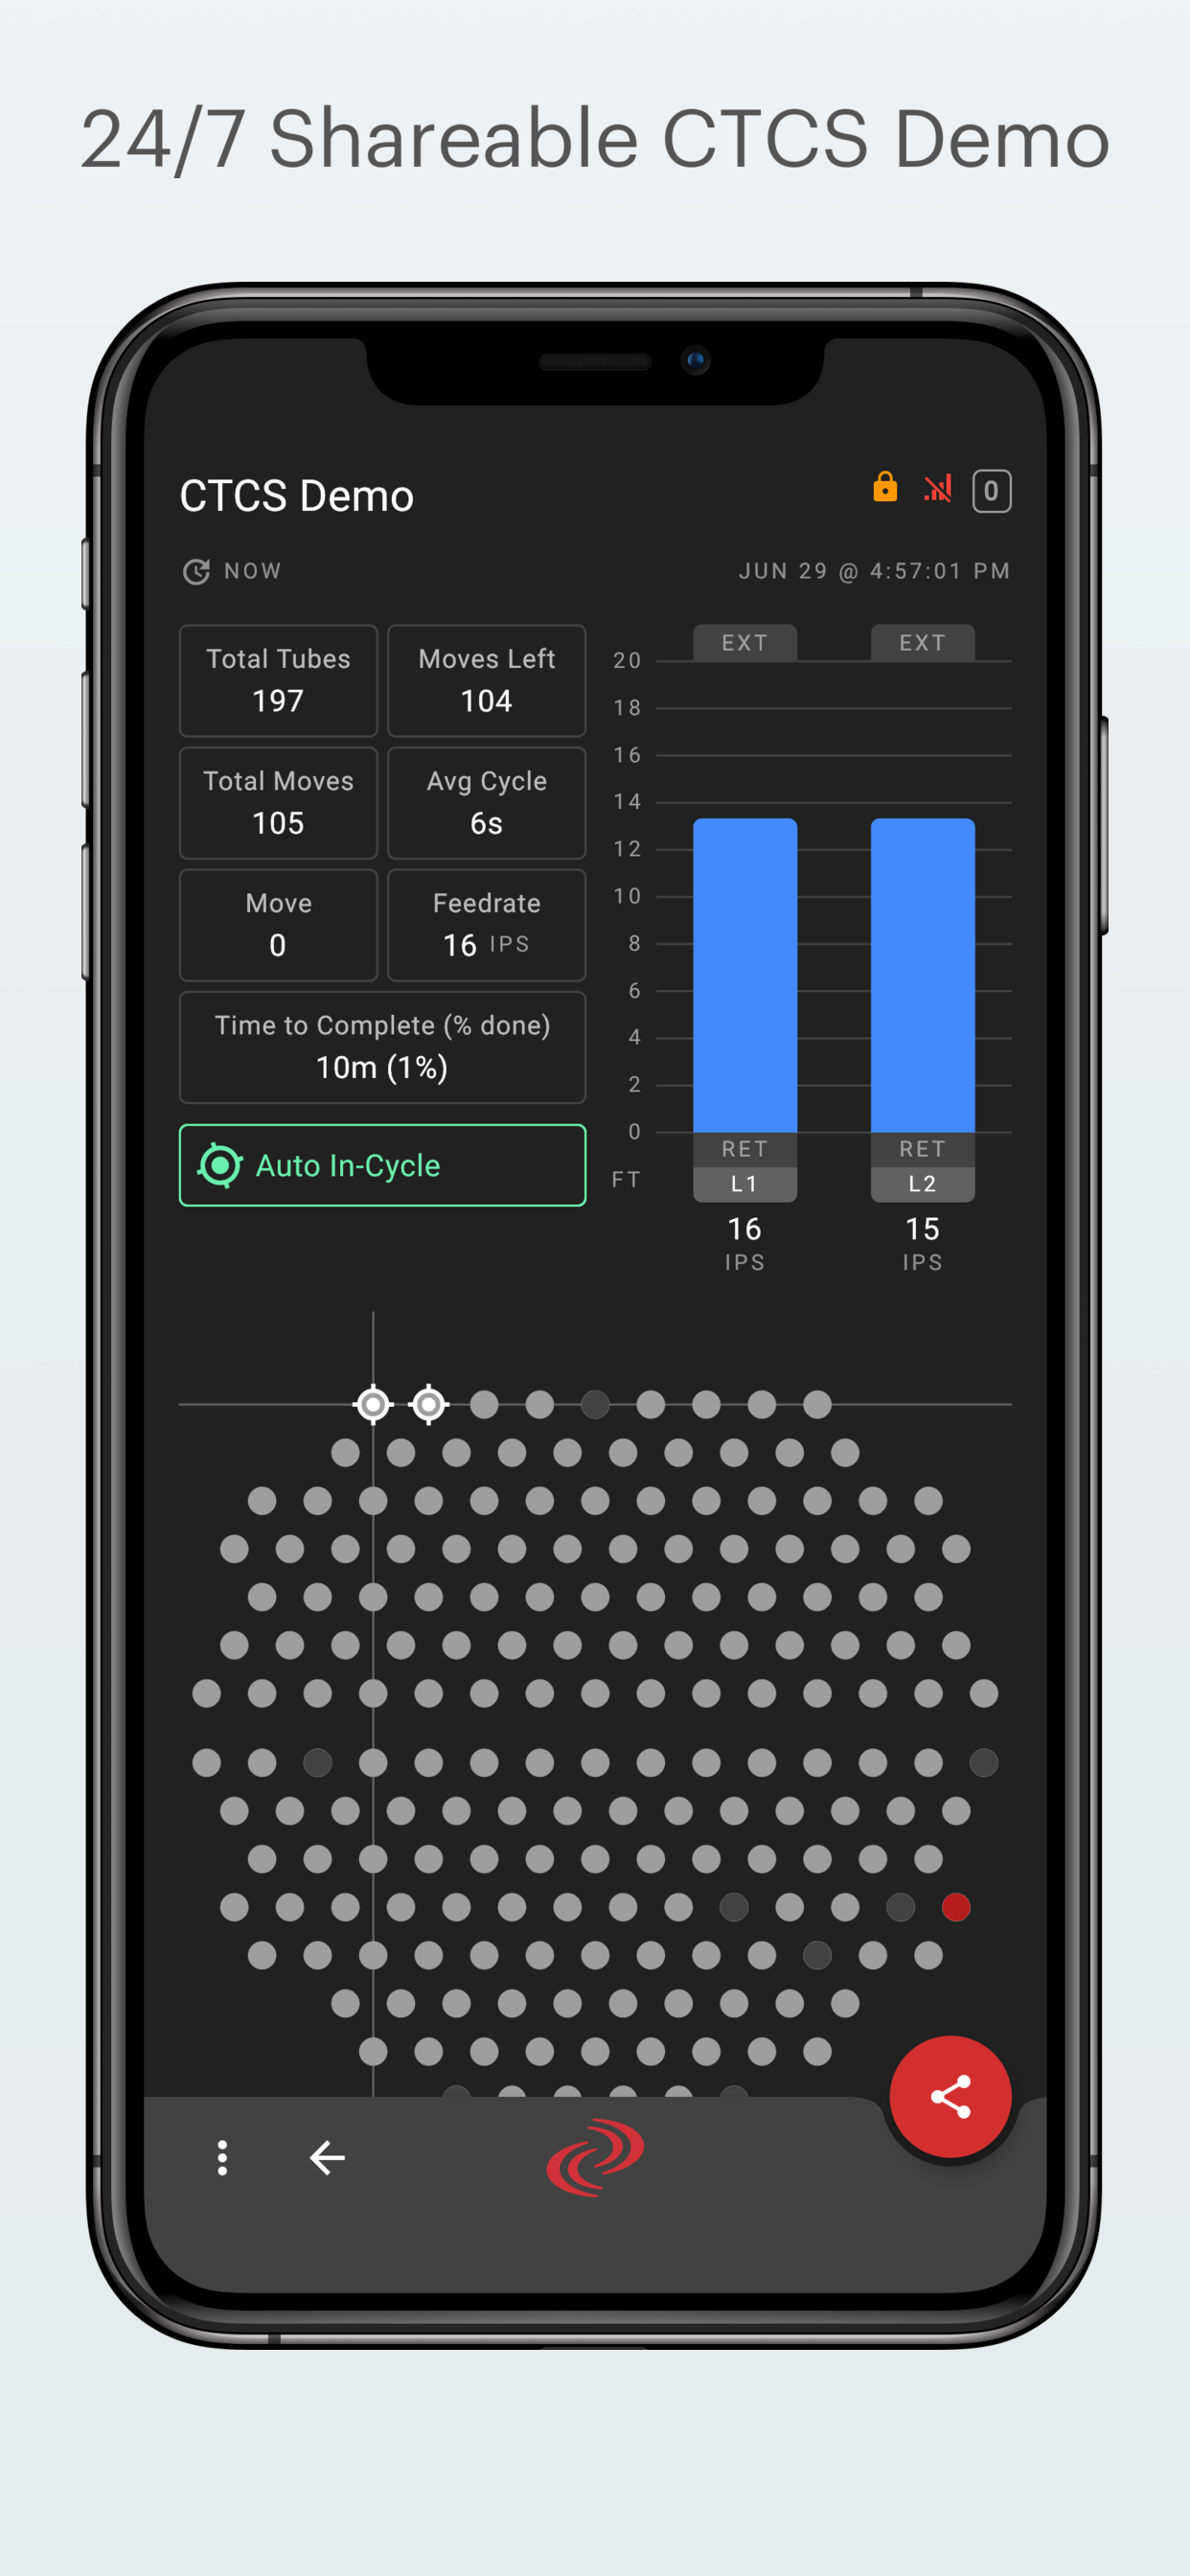 24/7 Shareable CTCS Demo
CTCS Demo
0
NOW
JUN 29 @ 4:57:01 PM
Total Tubes
197
Moves Left
104
Total Moves
105
Avg Cycle
6s
Move
0
Feedrate
16 IPS
Time to Complete (% done)
10m (1%)
Auto In-Cycle
EXT EXT
20
18
16
14
12
10
8
6
4
2
0
RET RET
FT
L1 L2
16 15
IPS IPS